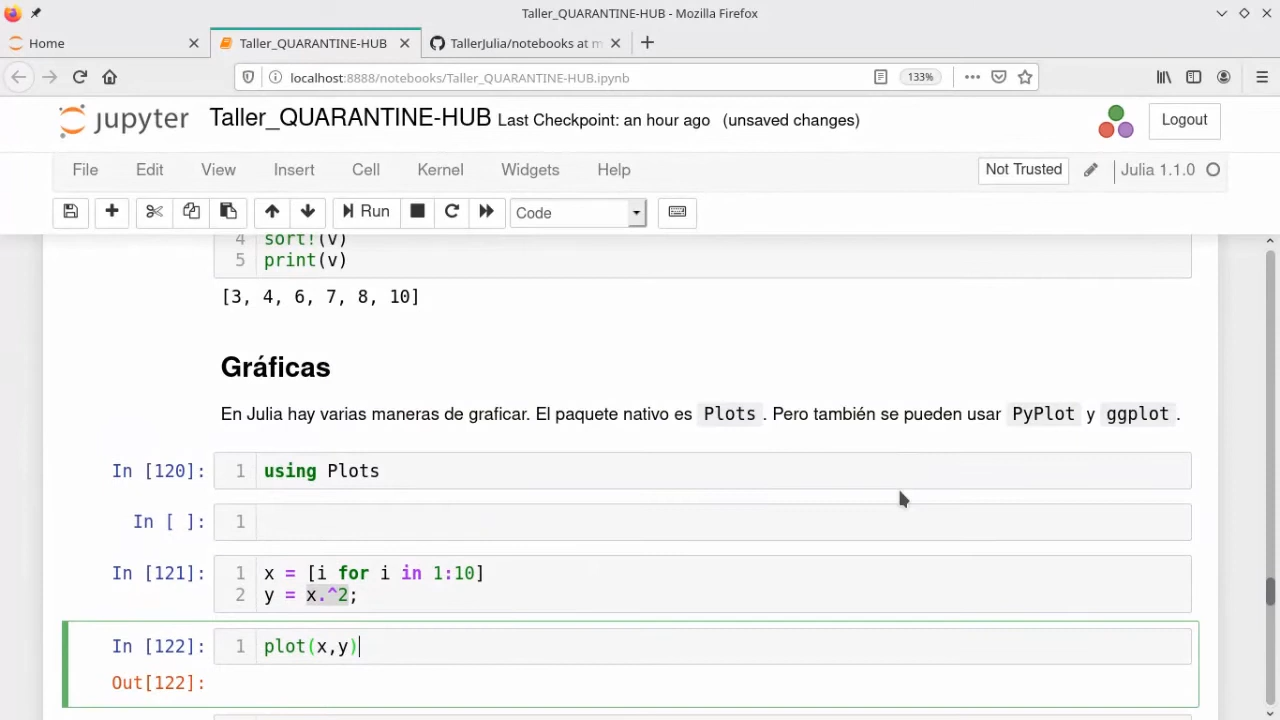 Taller_QUARANTINE-HUB - Mozilla Firefox
Home
Taller_QUARANTINE-HUB
TallerJulia/notebooks at m
localhost:8888/notebooks/Taller_QUARANTINE-HUB.ipynb
133%
jupyter Taller_QUARANTINE-HUB Last Checkpoint: an hour ago (unsaved changes)
Logout
File Edit View Insert Cell Kernel Widgets Help
Not Trusted
Julia 1.1.0
Run
Code
4 sort!(v)
5 print(v)
[3, 4, 6, 7, 8, 10]
Gráficas
En Julia hay varias maneras de graficar. El paquete nativo es Plots . Pero también se pueden usar PyPlot y ggplot .
In [120]: 1 using Plots
In [ ]: 1
In [121]: 1 x = [i for i in 1:10]
2 y = x.^2;
In [122]: 1 plot(x,y)
Out[122]: